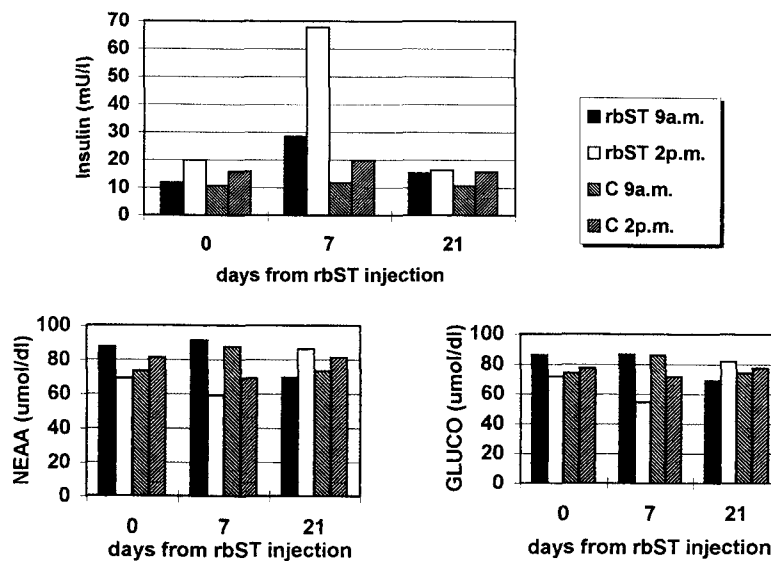 Insulin (mU/l)
70
60
50
40
30
20
10
0
0 7 21
days from rbST injection
rbST 9a.m.
rbST 2p.m.
C 9a.m.
C 2p.m.
NEAA (umol/dl)
100
80
60
40
20
0
0 7 21
days from rbST injection
GLUCO (umol/dl)
100
80
60
40
20
0
0 7 21
days from rbST injection